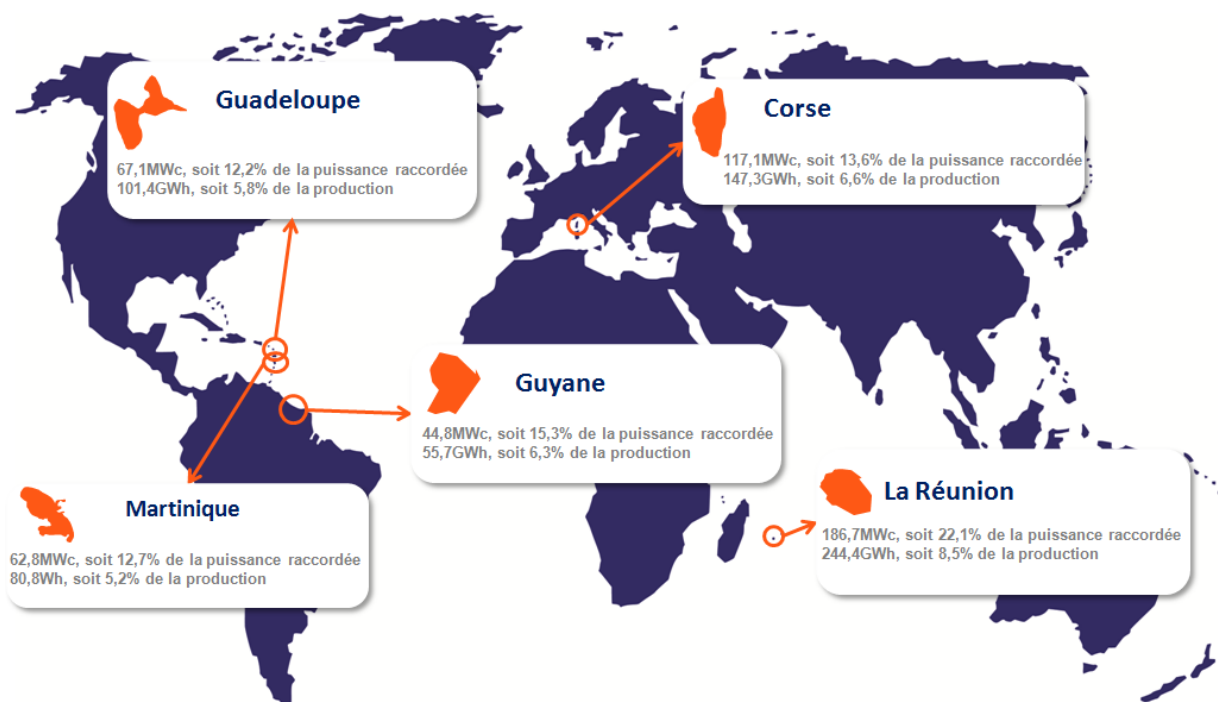 Guadeloupe
67,1MWc, soit 12,2% de la puissance raccordée
101,4GWh, soit 5,8% de la production
Corse
117,1MWc, soit 13,6% de la puissance raccordée
147,3GWh, soit 6,6% de la production
Guyane
44,8MWc, soit 15,3% de la puissance raccordée
55,7GWh, soit 6,3% de la production
Martinique
62,8MWc, soit 12,7% de la puissance raccordée
80,8Wh, soit 5,2% de la production
La Réunion
186,7MWc, soit 22,1% de la puissance raccordée
244,4GWh, soit 8,5% de la production